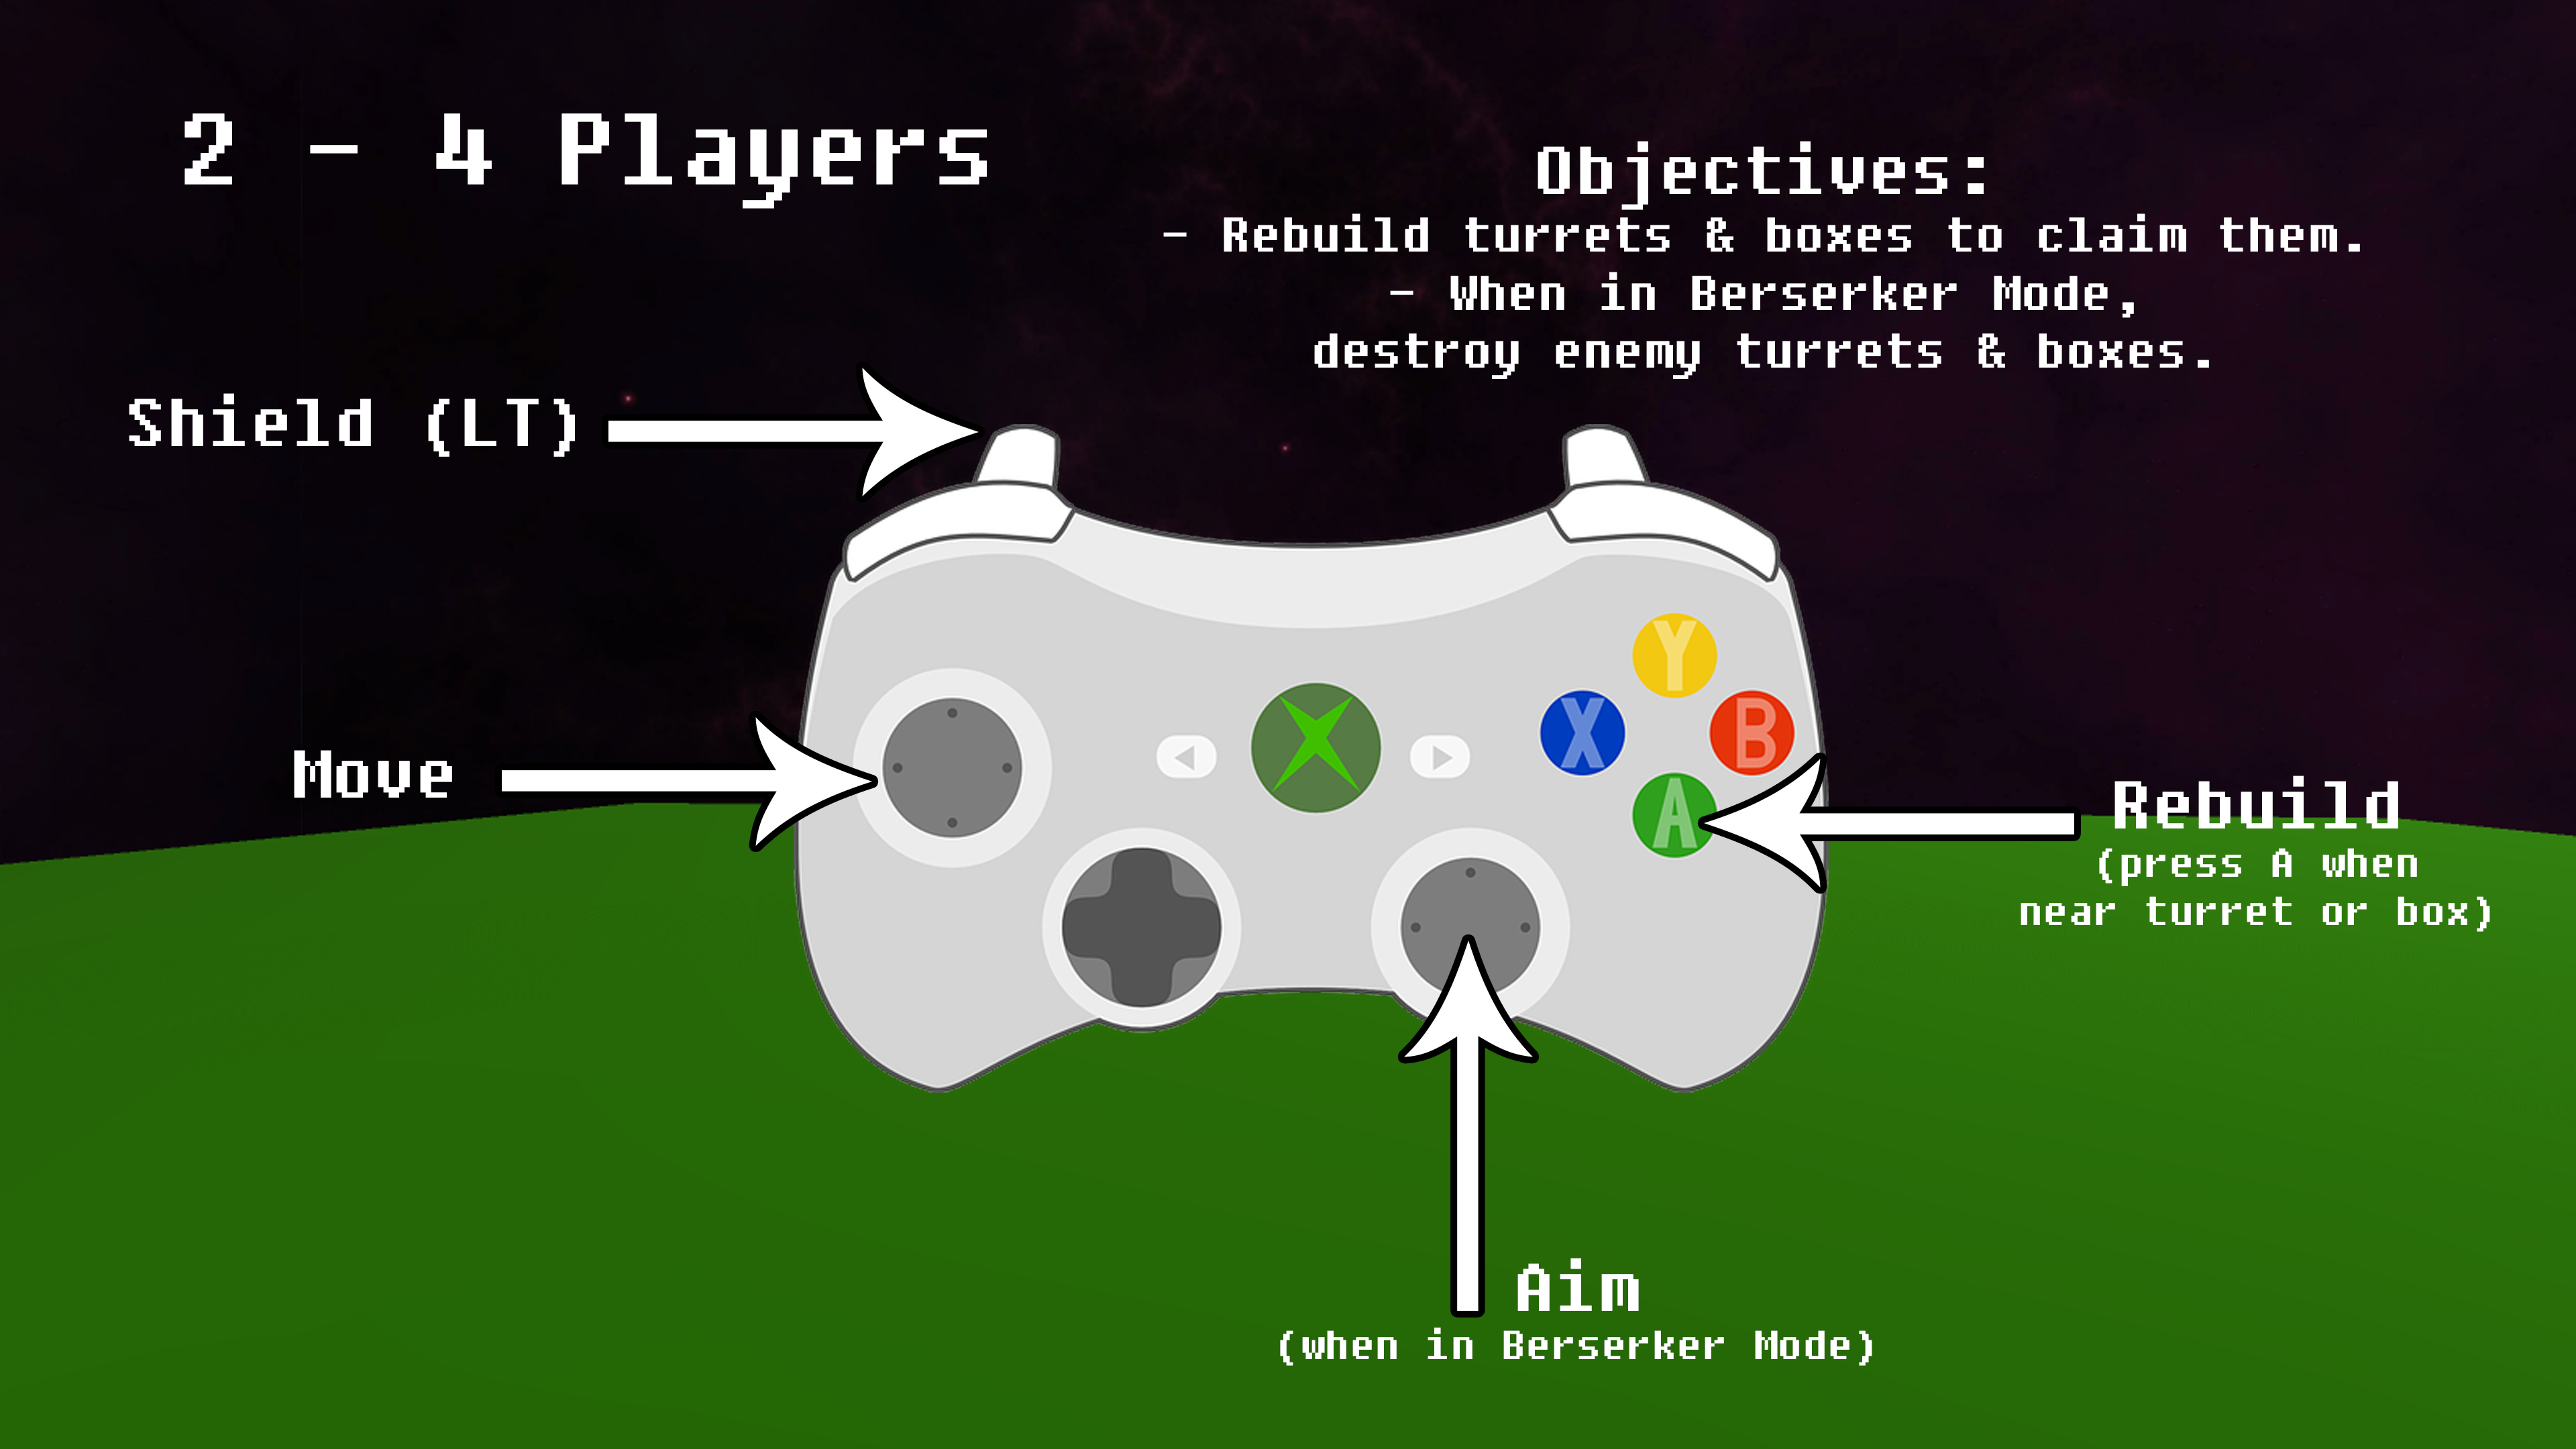 2 - 4 Players
Objectives:
- Rebuild turrets & boxes to claim them.
- When in Berserker Mode,
destroy enemy turrets & boxes.
Shield (LT)
Move
Y
X
B
A
Rebuild
(press A when
near turret or box)
Aim
(when in Berserker Mode)